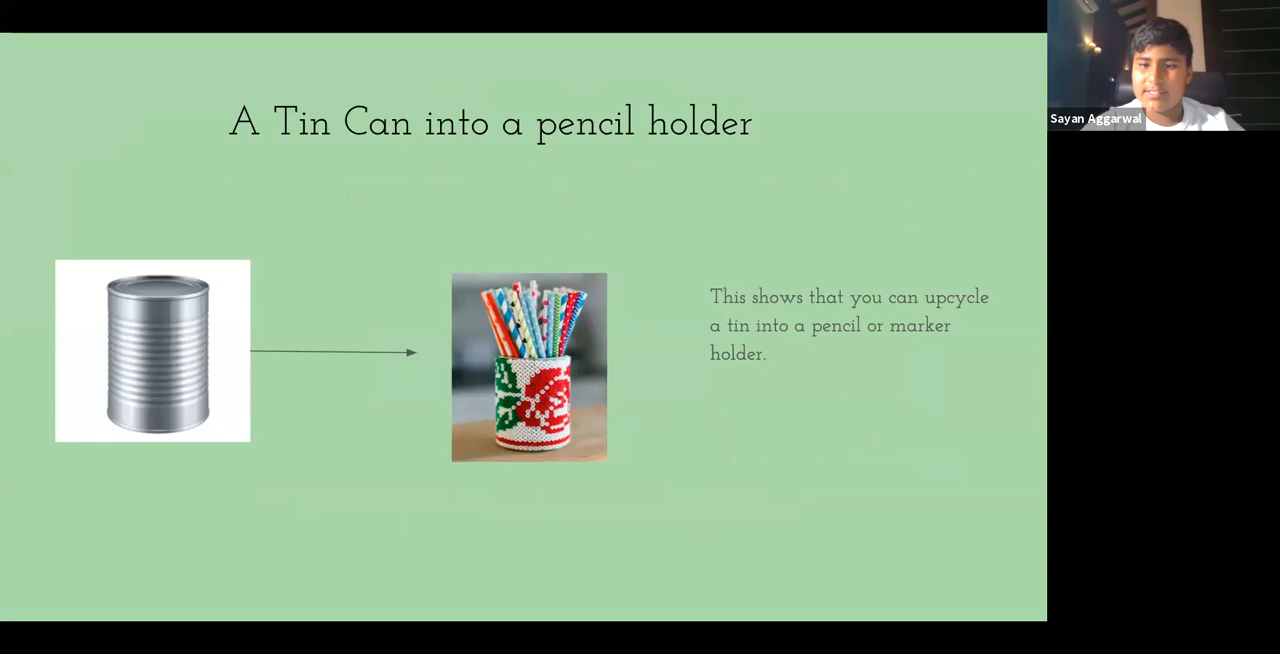 A Tin Can into a pencil holder
This shows that you can upcycle
a tin into a pencil or marker
holder.
Sayan Aggarwal